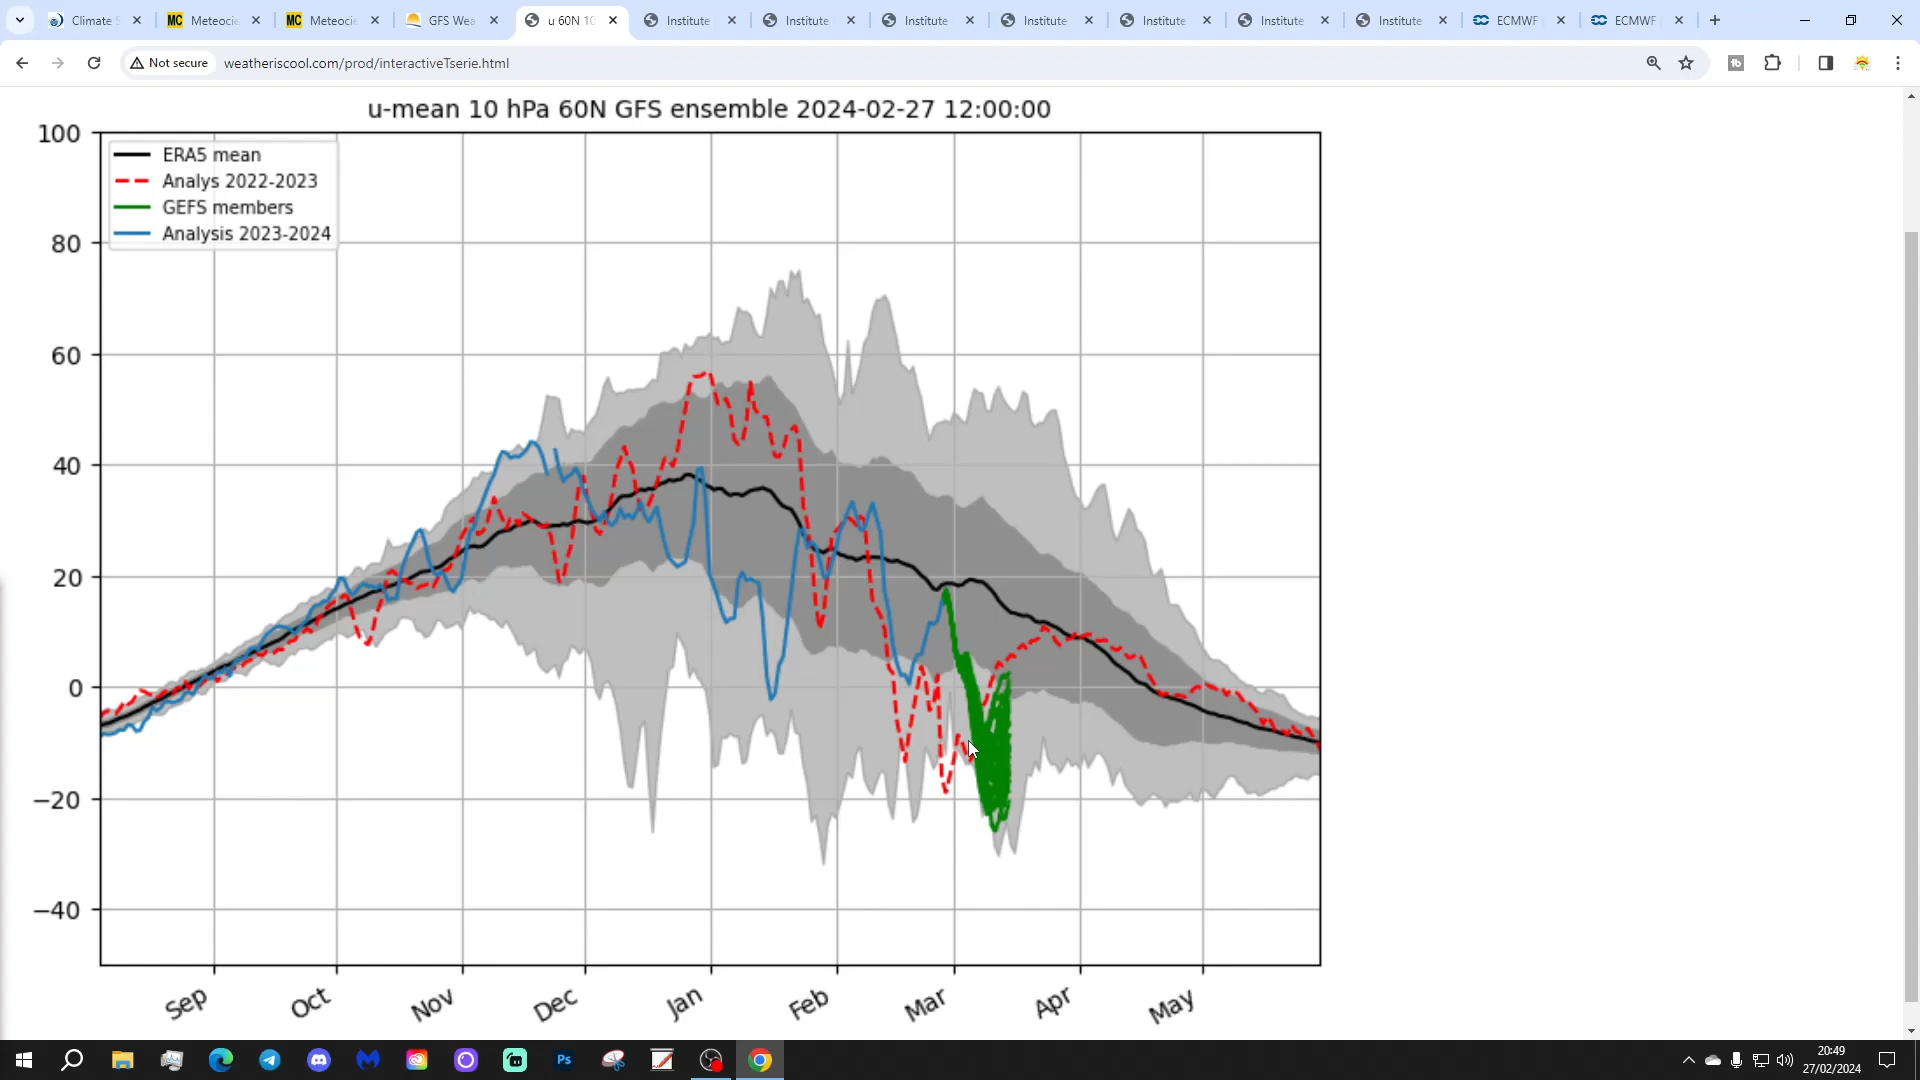 Climate S
MC Meteocie
MC Meteocie
GFS Wea
u 60N 10
Institute
Institute
Institute
Institute
Institute
Institute
Institute
ECMWF
ECMWF
Not secure
weatheriscool.com/prod/interactiveTserie.html
u-mean 10 hPa 60N GFS ensemble 2024-02-27 12:00:00
ERA5 mean
Analys 2022-2023
GEFS members
Analysis 2023-2024
100
80
60
40
20
0
−20
−40
Sep
Oct
Nov
Dec
Jan
Feb
Mar
Apr
May
Ps
20:49
27/02/2024